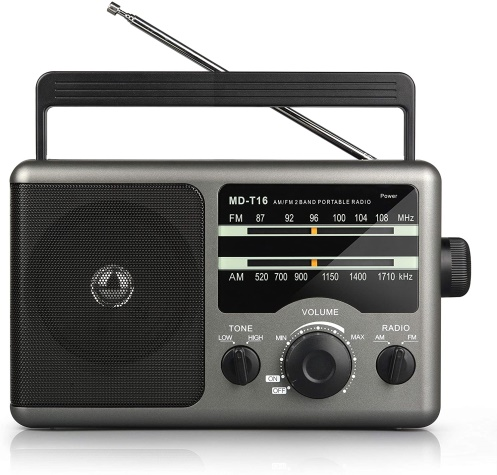 MD-T16 AM/FM 2 BAND PORTABLE RADIO Power
FM 87 92 96 100 104 108 MHz
AM 520 700 900 1150 1400 1710 kHz
VOLUME
TONE RADIO
LOW HIGH MIN MAX AM FM
ON
OFF